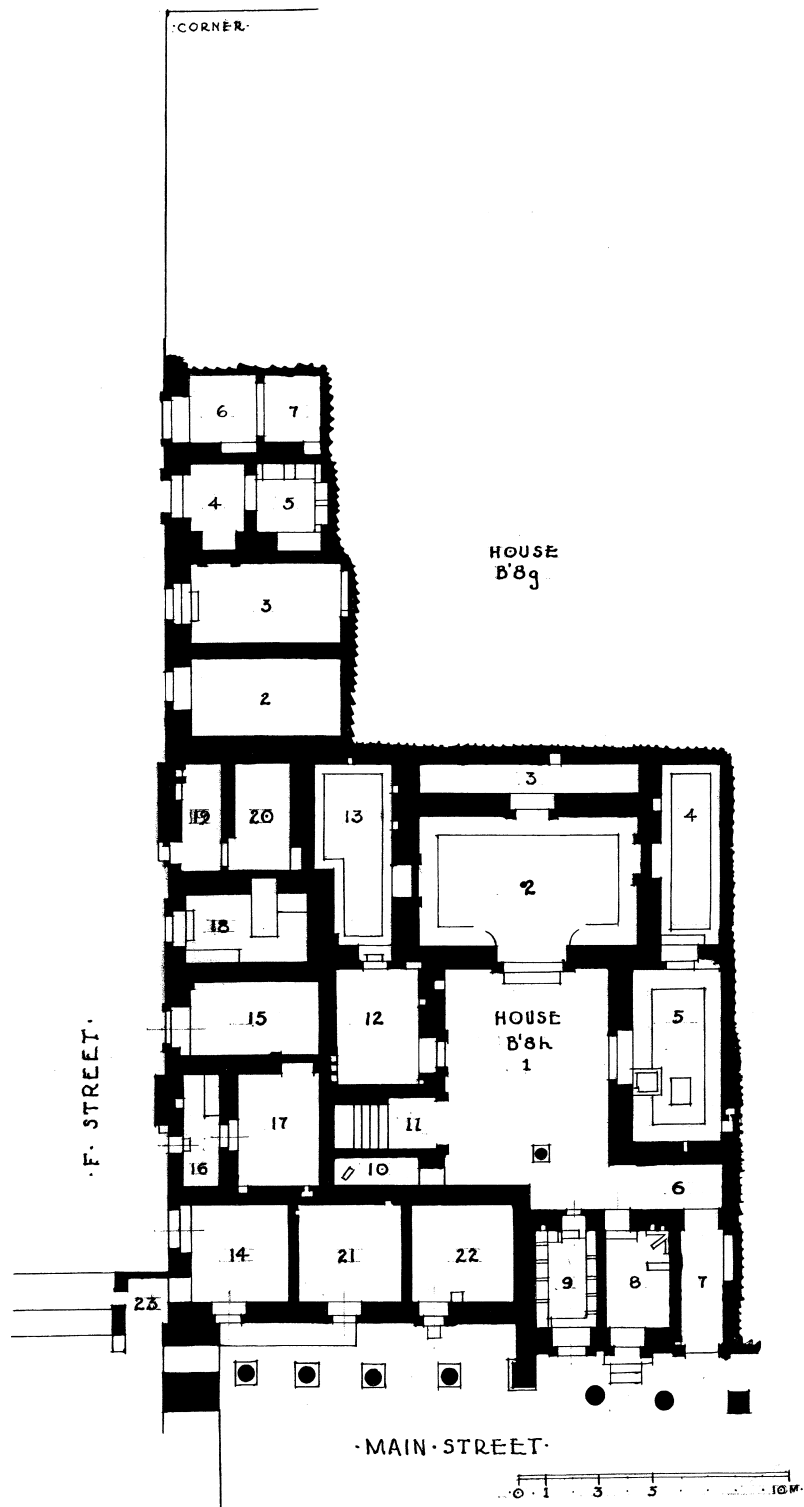 ·CORNER·
6 7
4 5
HOUSE
B'8g
3
2
19 20 13 3 4
2
18
15 12 HOUSE
B'8h
1 5
17 11
16 10 6
14 21 22 9 8 7
23
·F· STREET·
·MAIN·STREET·
·0·1 3 5 10M·